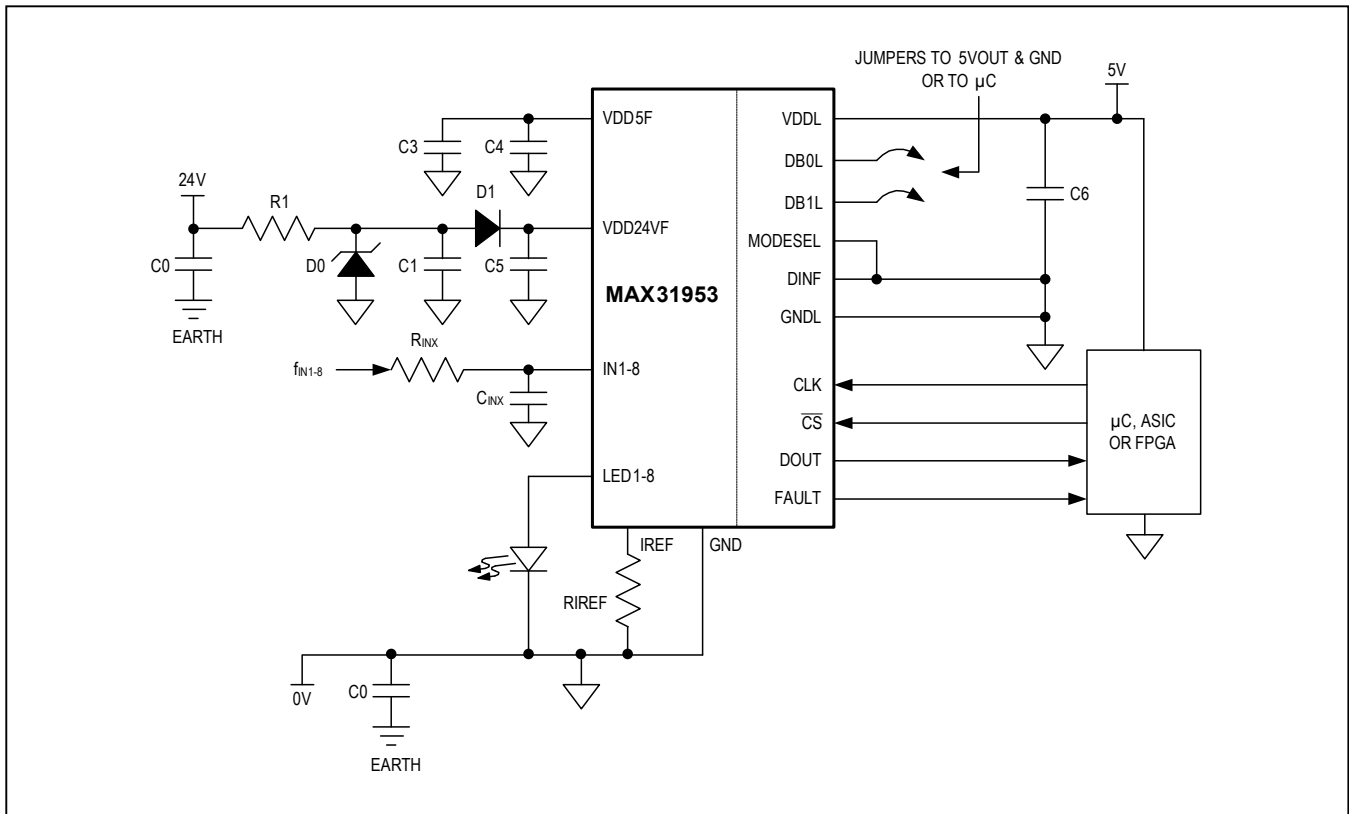 JUMPERS TO 5VOUT & GND
OR TO µC
5V
VDD5F
VDDL
C3
C4
DB0L
24V
R1
D1
DB1L
C6
VDD24VF
MODESEL
C0
D0
C1
C5
DINF
MAX31953
EARTH
GNDL
RINX
fIN1-8
IN1-8
CLK
CINX
CS
µC, ASIC
OR FPGA
DOUT
LED1-8
FAULT
IREF
GND
RIREF
0V
C0
EARTH